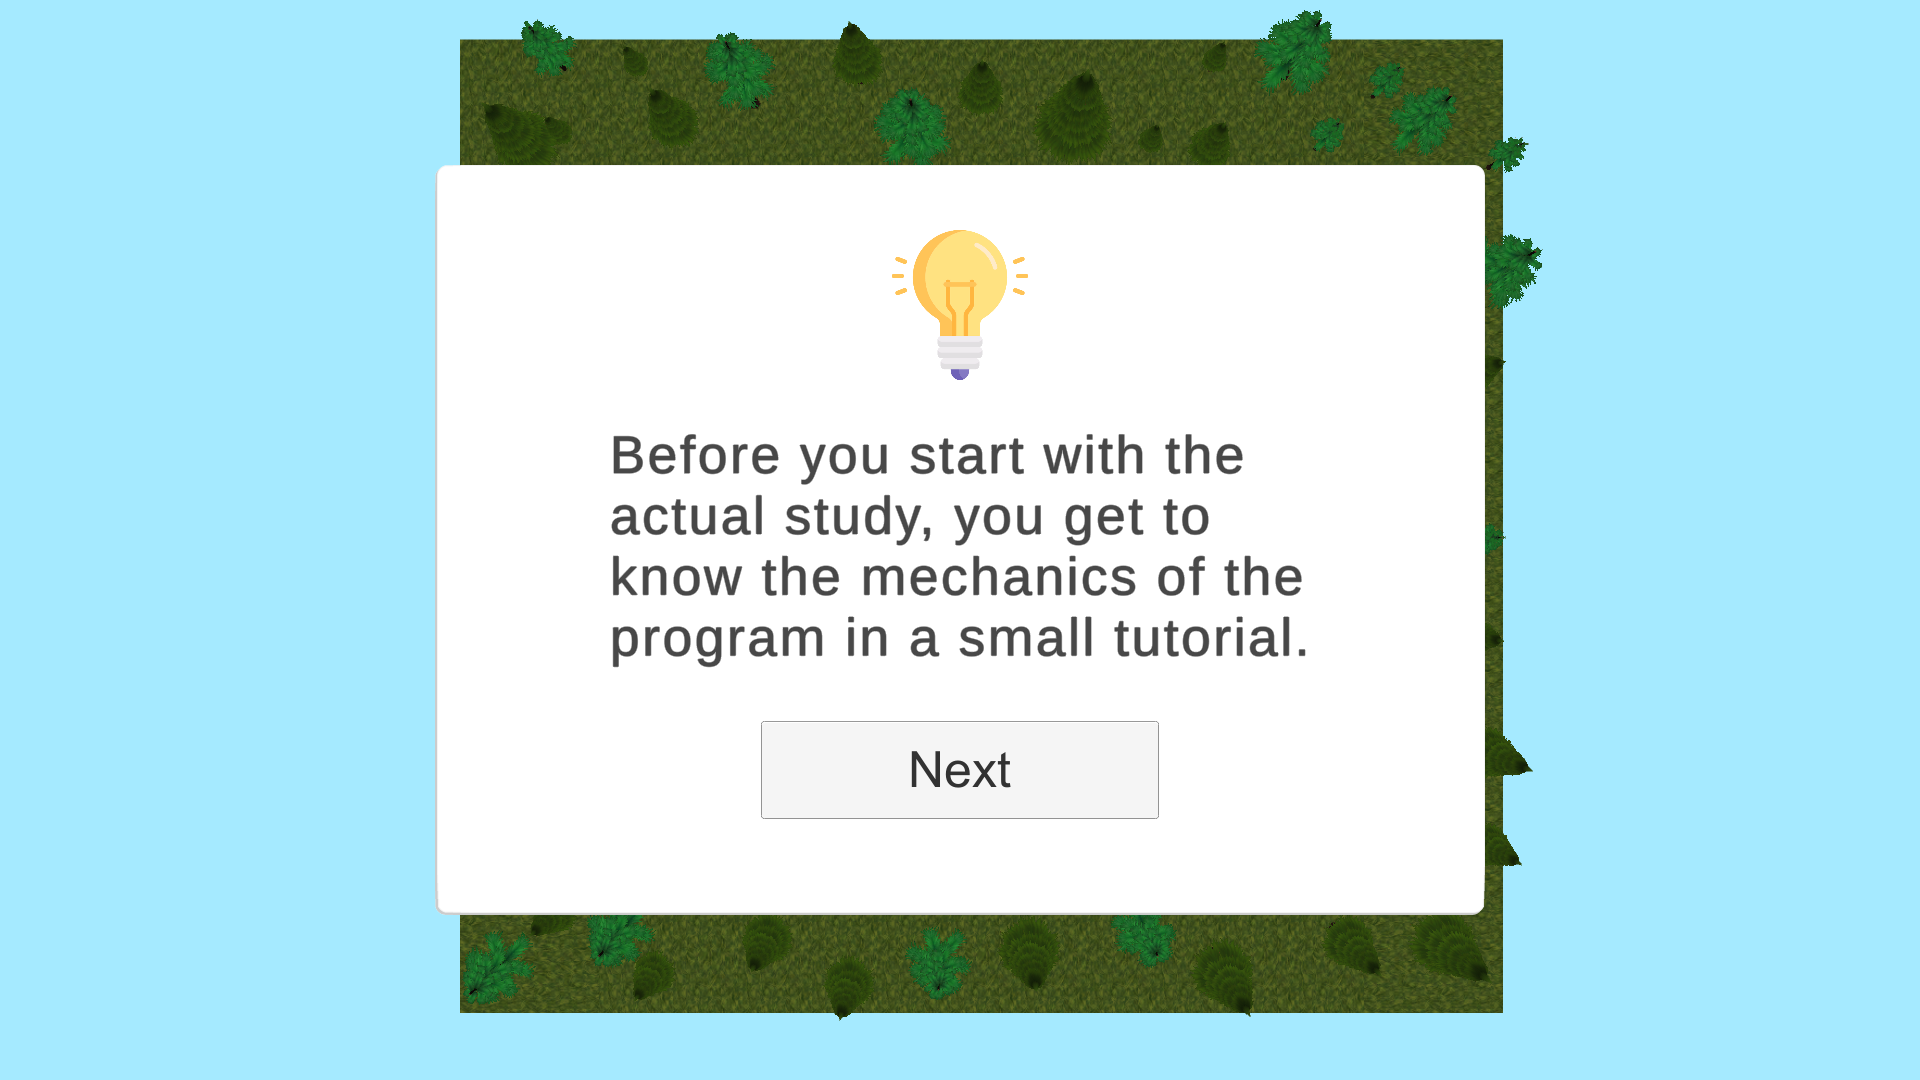 Before you start with the
actual study, you get to
know the mechanics of the
program in a small tutorial.
Next